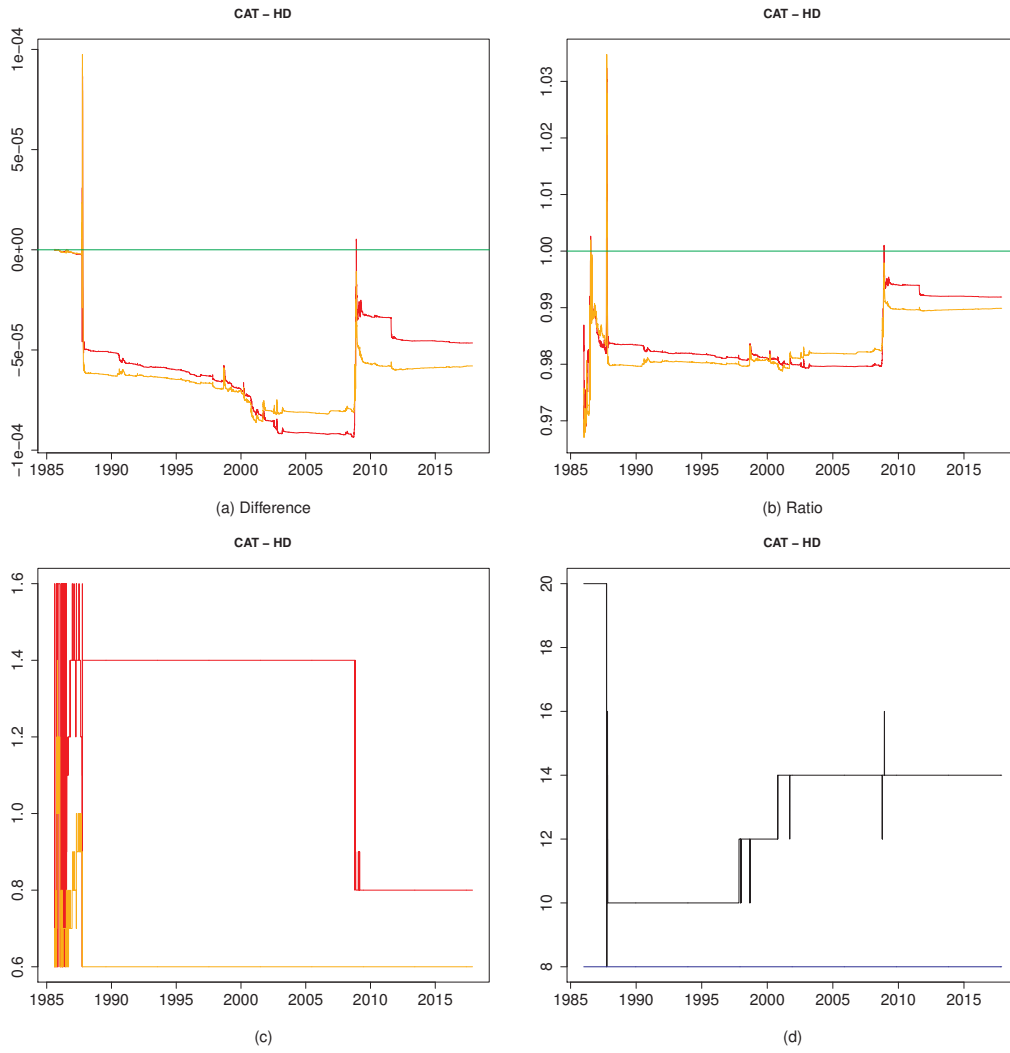 CAT – HD
CAT – HD
1e−04
5e−05
0e+00
5e−05
−1e−04
1985 1990 1995 2000 2005 2010 2015
(a) Difference
1.03
1.02
1.01
1.00
0.99
0.98
0.97
1985 1990 1995 2000 2005 2010 2015
(b) Ratio
CAT – HD
CAT – HD
1.6
1.4
1.2
1.0
0.8
0.6
1985 1990 1995 2000 2005 2010 2015
(c)
20
18
16
14
12
10
8
1985 1990 1995 2000 2005 2010 2015
(d)